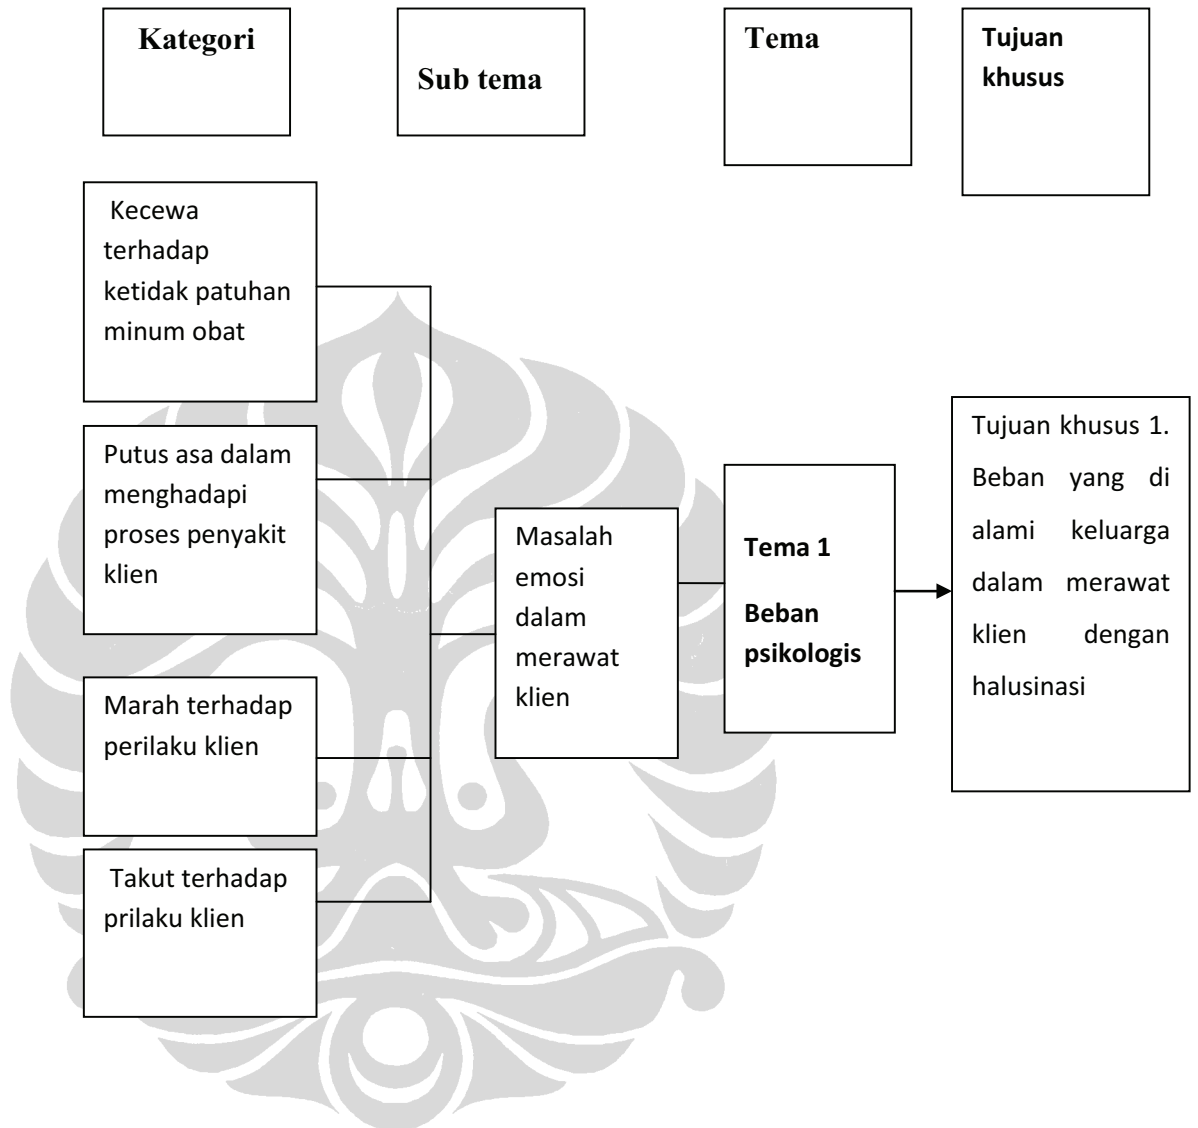 Kategori
Sub tema
Tema
Tujuan
khusus
Kecewa
terhadap
ketidak patuhan
minum obat
Putus asa dalam
menghadapi
proses penyakit
klien
Marah terhadap
perilaku klien
Takut terhadap
prilaku klien
Masalah
emosi
dalam
merawat
klien
Tema 1
Beban
psikologis
Tujuan khusus 1.
Beban yang di
alami keluarga
dalam merawat
klien dengan
halusinasi